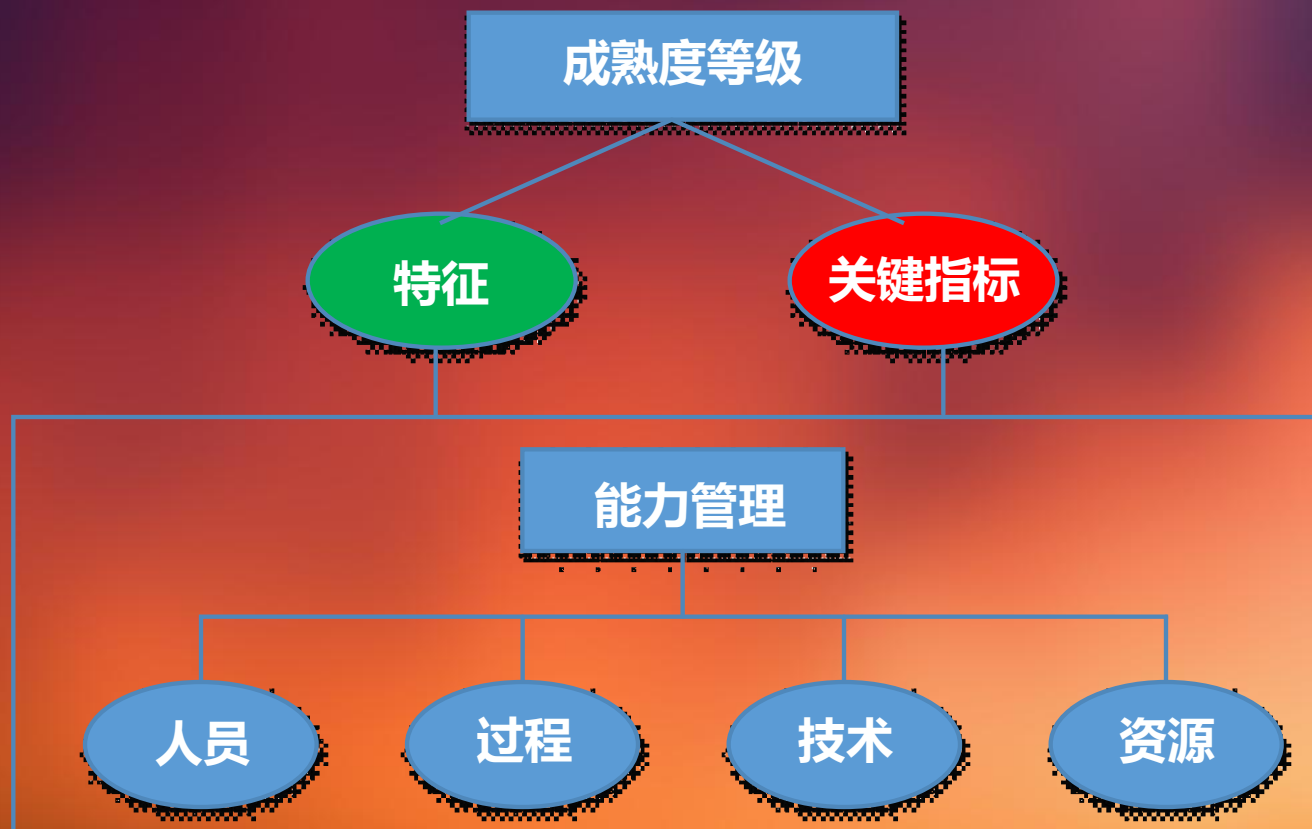 成熟度等级
特征
关键指标
能力管理
人员
过程
技术
资源